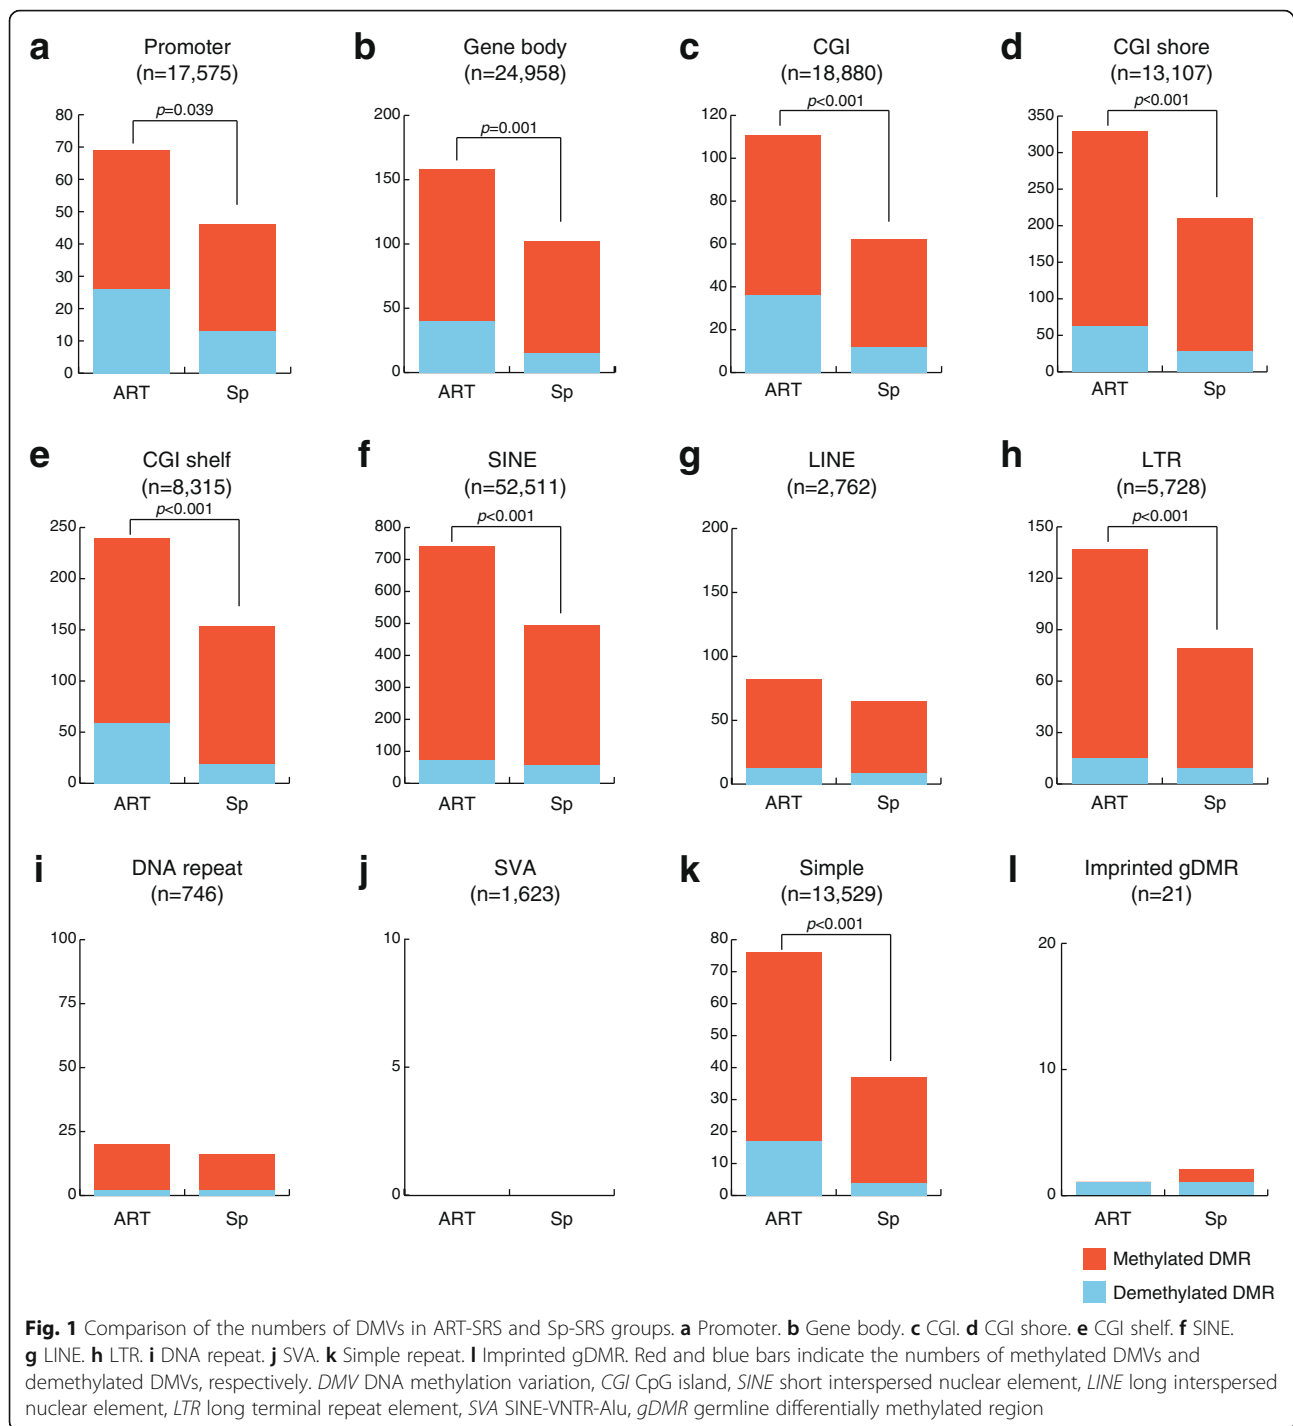 a Promoter (n=17,575)
80
70
60
50
40
30
20
10
0
p=0.039
ART Sp
b Gene body (n=24,958)
200
150
100
50
0
p=0.001
ART Sp
c CGI (n=18,880)
120
100
80
60
40
20
0
p<0.001
ART Sp
d CGI shore (n=13,107)
350
300
250
200
150
100
50
0
p<0.001
ART Sp
e CGI shelf (n=8,315)
250
200
150
100
50
0
p<0.001
ART Sp
f SINE (n=52,511)
800
700
600
500
400
300
200
100
0
p<0.001
ART Sp
g LINE (n=2,762)
200
150
100
50
0
ART Sp
h LTR (n=5,728)
150
120
90
60
30
0
p<0.001
ART Sp
i DNA repeat (n=746)
100
75
50
25
0
ART Sp
j SVA (n=1,623)
10
5
0
ART Sp
k Simple (n=13,529)
80
70
60
50
40
30
20
10
0
p<0.001
ART Sp
l Imprinted gDMR (n=21)
20
10
0
ART Sp
Methylated DMR
Demethylated DMR
Fig. 1 Comparison of the numbers of DMVs in ART-SRS and Sp-SRS groups. a Promoter. b Gene body. c CGI. d CGI shore. e CGI shelf. f SINE.
g LINE. h LTR. i DNA repeat. j SVA. k Simple repeat. l Imprinted gDMR. Red and blue bars indicate the numbers of methylated DMVs and
demethylated DMVs, respectively. DMV DNA methylation variation, CGI CpG island, SINE short interspersed nuclear element, LINE long interspersed
nuclear element, LTR long terminal repeat element, SVA SINE-VNTR-Alu, gDMR germline differentially methylated region